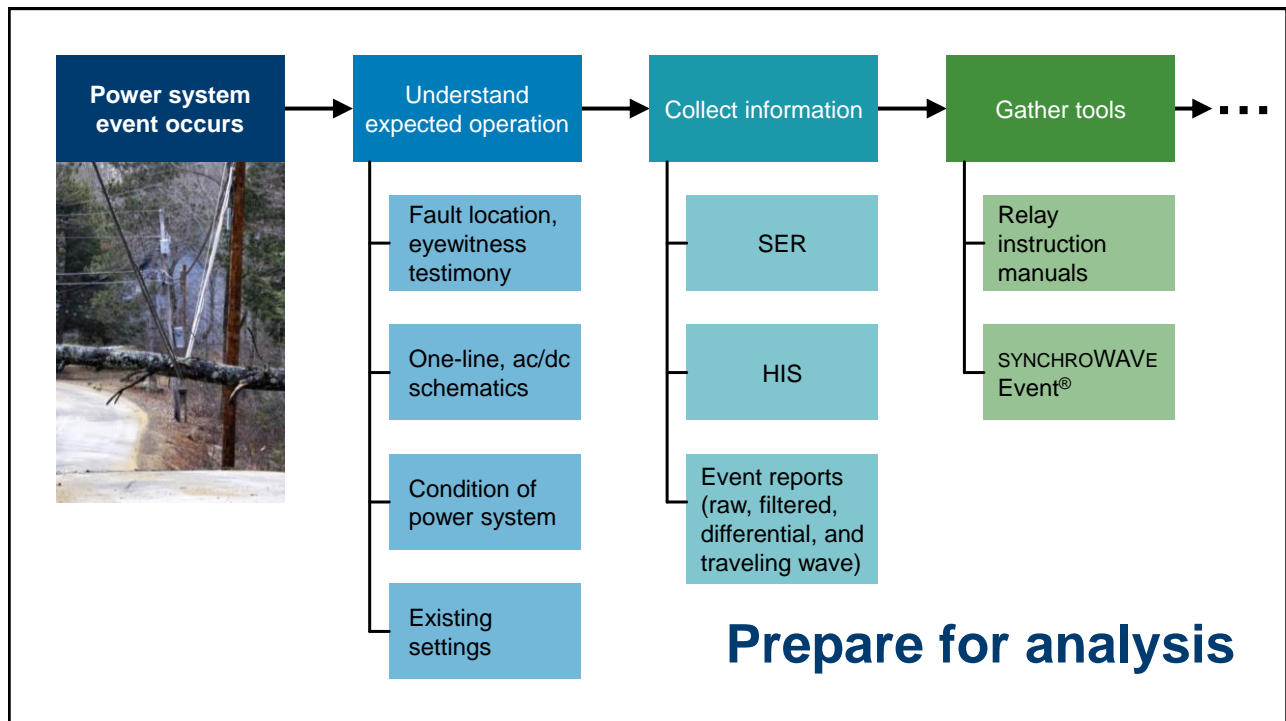 Power system
event occurs
Understand
expected operation
Collect information
Gather tools
...
Fault location,
eyewitness
testimony
One-line, ac/dc
schematics
Condition of
power system
Existing
settings
SER
HIS
Event reports
(raw, filtered,
differential, and
traveling wave)
Relay
instruction
manuals
SYNCHROWAVE
Event®
Prepare for analysis